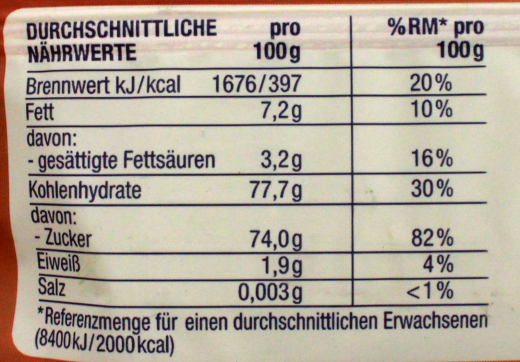 DURCHSCHNITTLICHE pro %RM* pro
NÄHRWERTE 100g 100g
Brennwert kJ/kcal 1676/397 20%
Fett 7,2g 10%
davon:
- gesättigte Fettsäuren 3,2g 16%
Kohlenhydrate 77,7g 30%
davon:
- Zucker 74,0g 82%
Eiweiß 1,9g 4%
Salz 0,003g <1%
*Referenzmenge für einen durchschnittlichen Erwachsenen
(8400kJ/2000kcal)